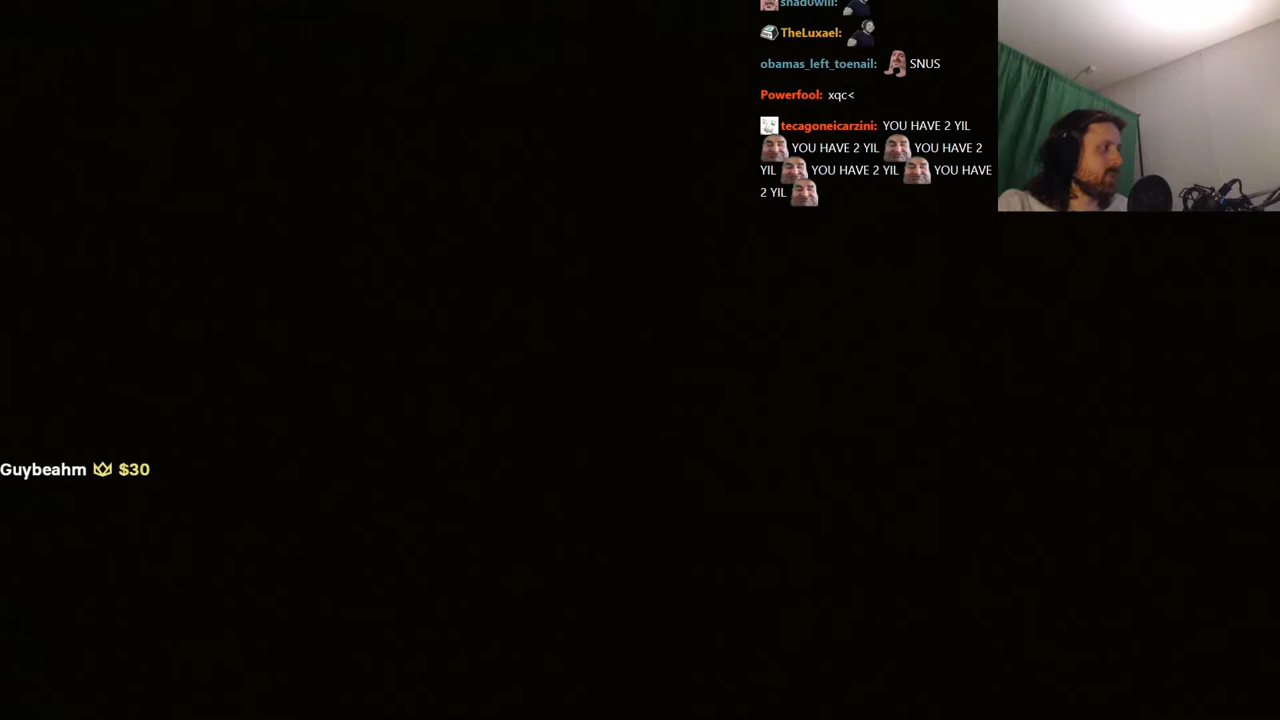 shad0will:
TheLuxael:
obamas_left_toenail: SNUS
Powerfool: xqc<
tecagoneicarzini: YOU HAVE 2 YIL
YOU HAVE 2 YIL YOU HAVE 2
YIL YOU HAVE 2 YIL YOU HAVE
2 YIL
Guybeahm $30